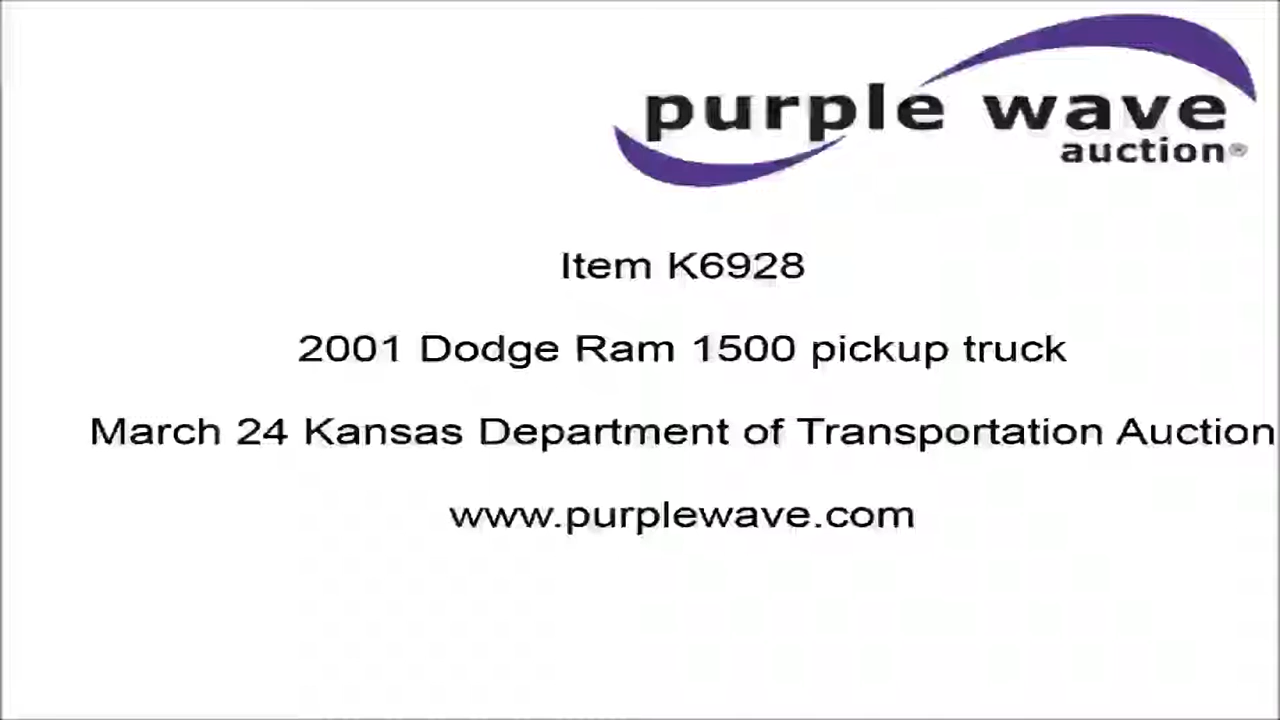 purple wave
auction®
Item K6928
2001 Dodge Ram 1500 pickup truck
March 24 Kansas Department of Transportation Auction
www.purplewave.com